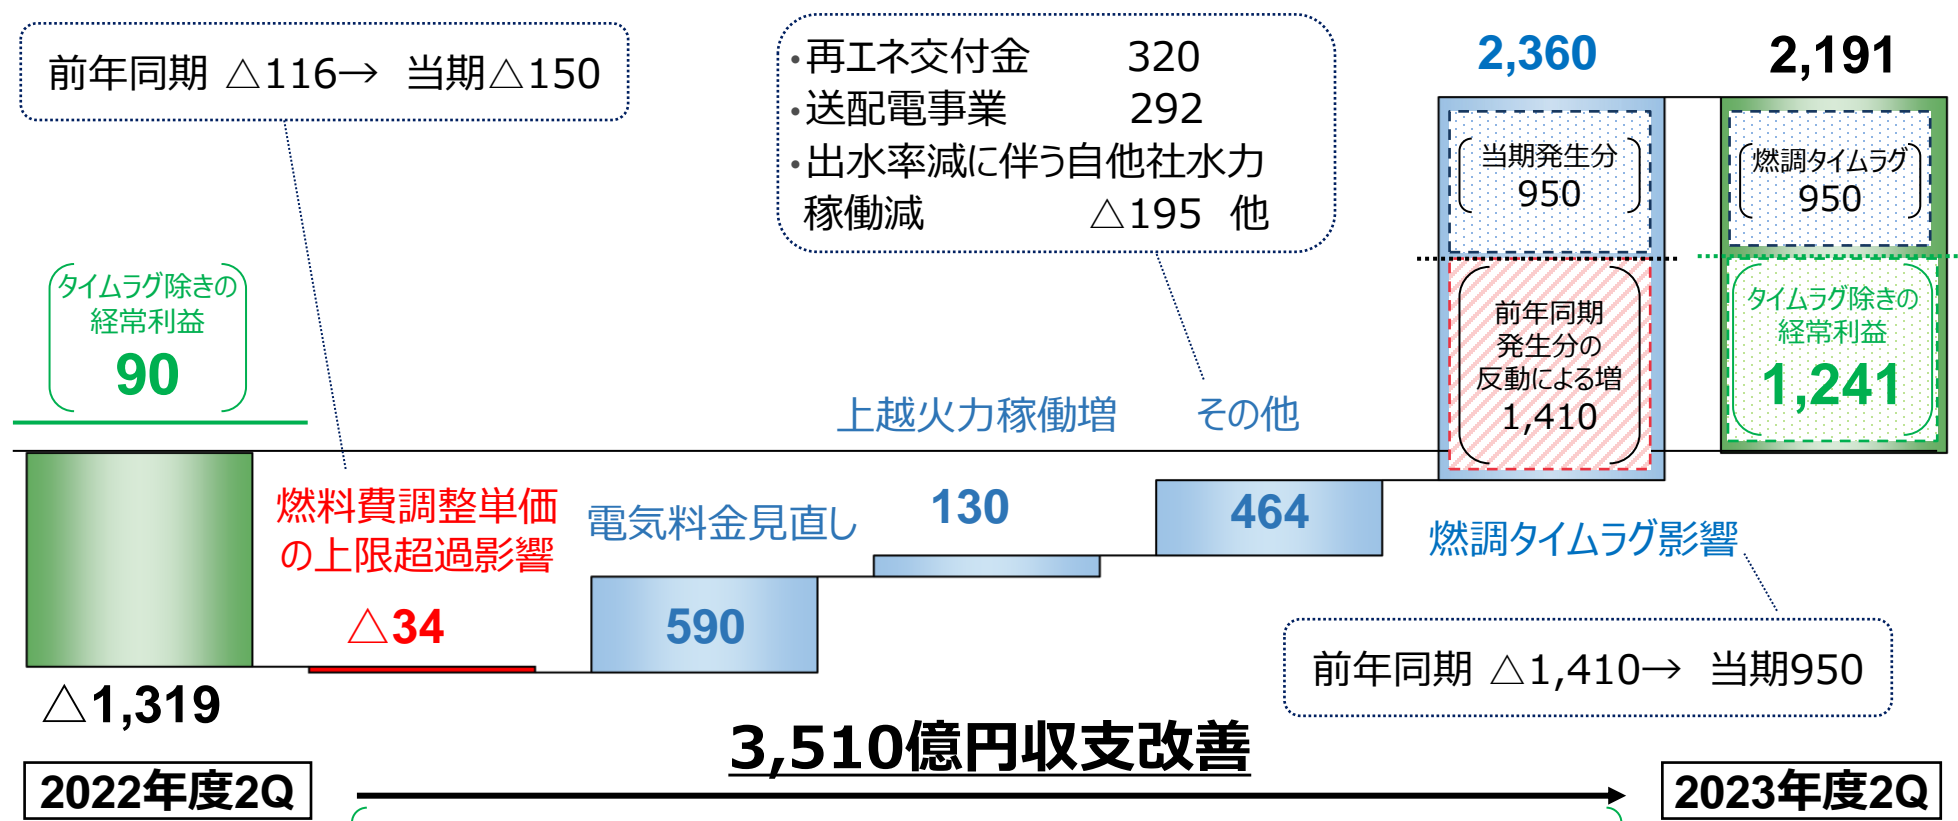 前年同期 △116→ 当期△150
・再エネ交付金 320
・送配電事業 292
・出水率減に伴う自他社水力
稼働減 △195 他
2,360
2,191
当期発生分
950
燃調タイムラグ
950
タイムラグ除きの
経常利益
90
前年同期
発生分の
反動による増
1,410
タイムラグ除きの
経常利益
1,241
上越火力稼働増
その他
燃料費調整単価
の上限超過影響
△34
電気料金見直し
590
130
464
燃調タイムラグ影響
前年同期 △1,410→ 当期950
△1,319
3,510億円収支改善
2022年度2Q
2023年度2Q